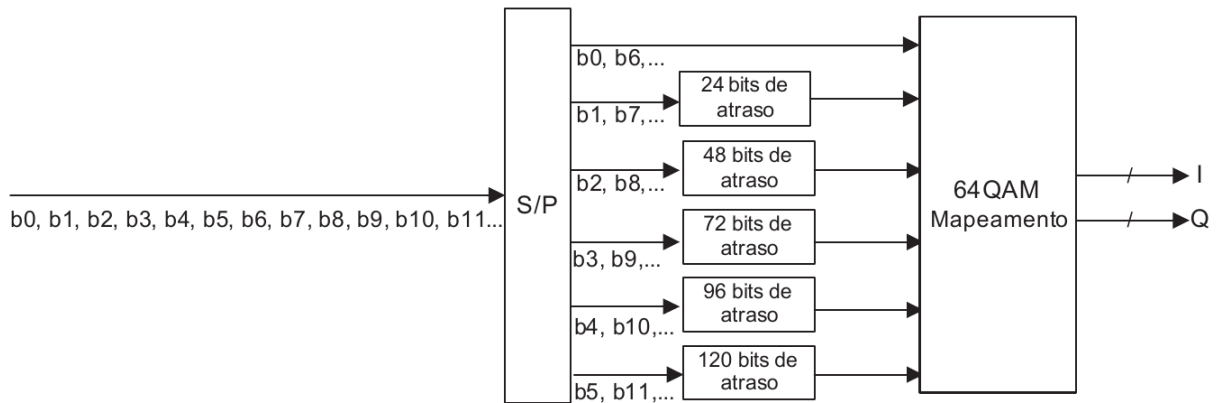 b0, b6,...
24 bits de
atraso
b1, b7,...
48 bits de
atraso
b2, b8,...
S/P
b0, b1, b2, b3, b4, b5, b6, b7, b8, b9, b10, b11...
72 bits de
atraso
b3, b9,...
96 bits de
atraso
b4, b10,...
120 bits de
atraso
b5, b11,...
64QAM
Mapeamento
I
Q